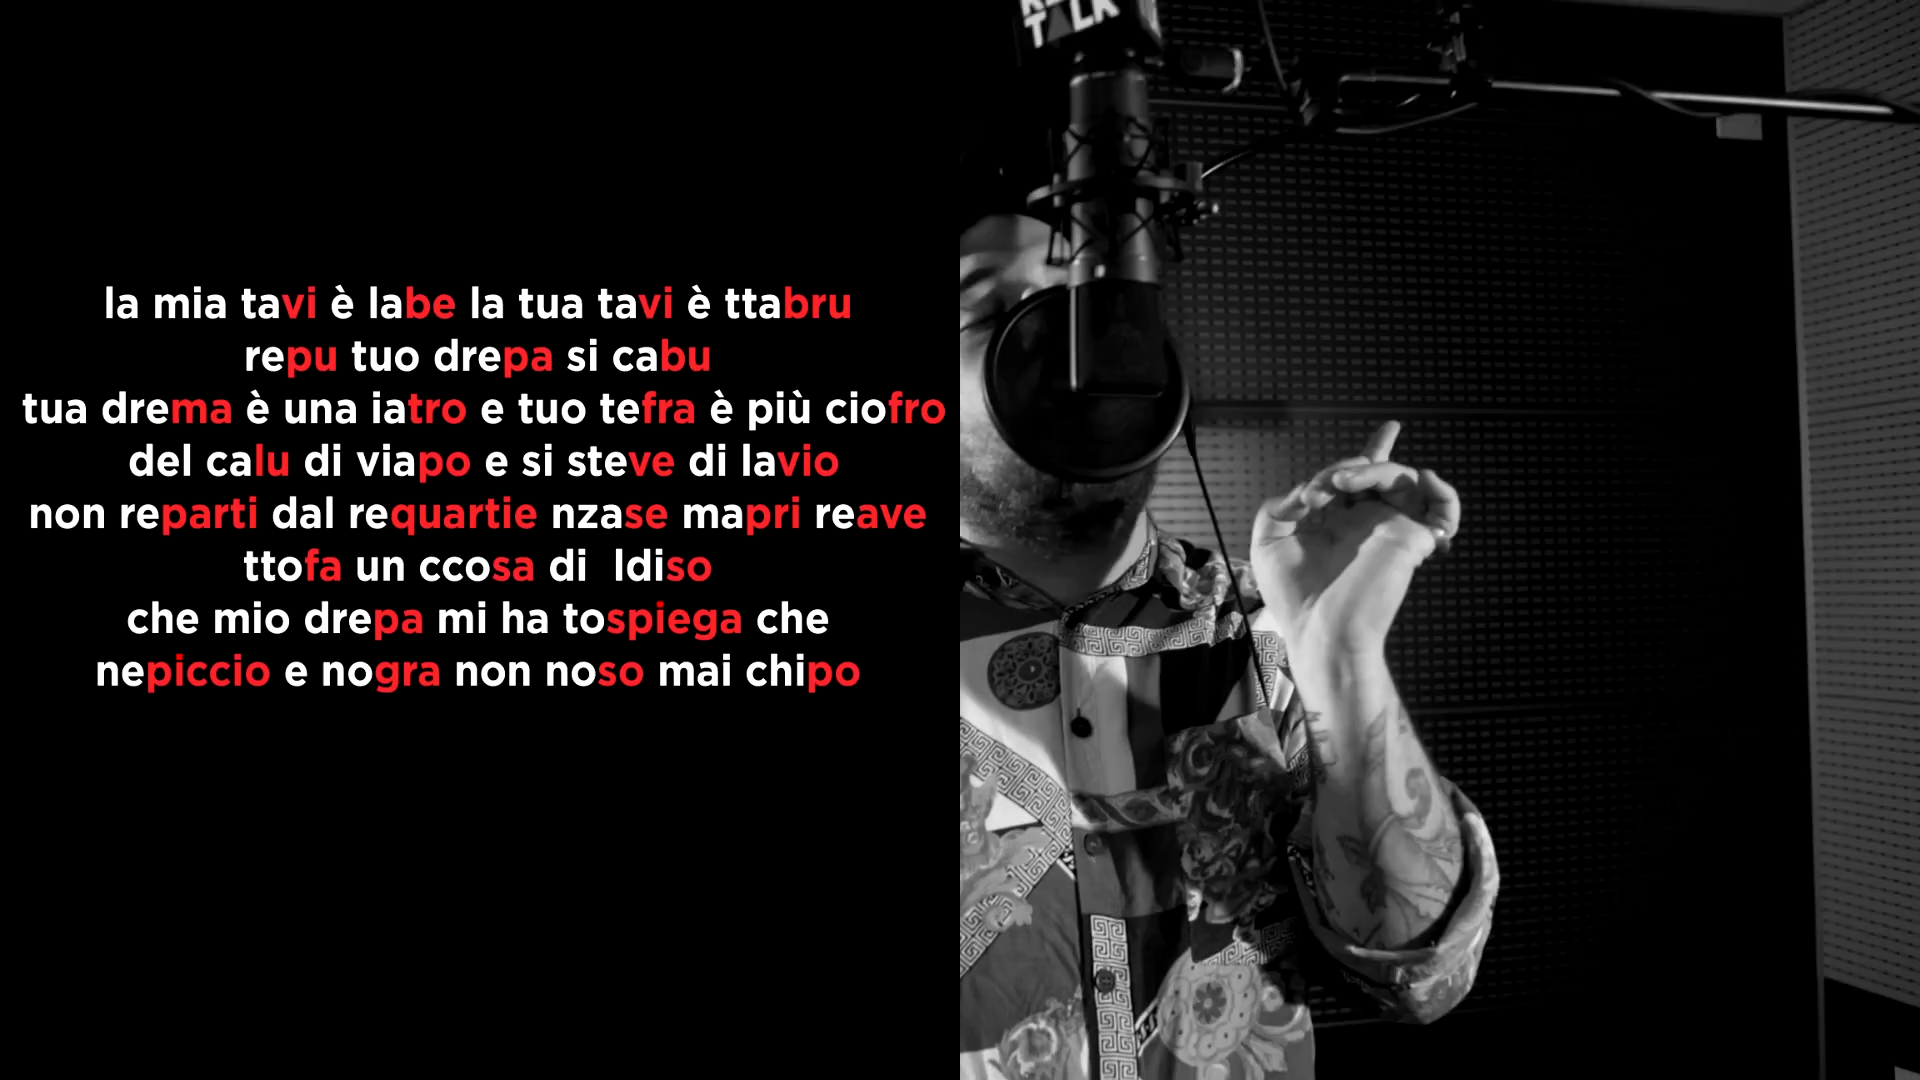 TALK
la mia tavi è labe la tua tavi è ttabru
repu tuo drepa si cabu
tua drema è una iatro e tuo tefra è più ciofro
del calu di viapo e si steve di lavio
non reparti dal requartie nzase mapri reave
ttofa un ccosa di ldiso
che mio drepa mi ha tospiega che
nepiccio e nogra non noso mai chipo